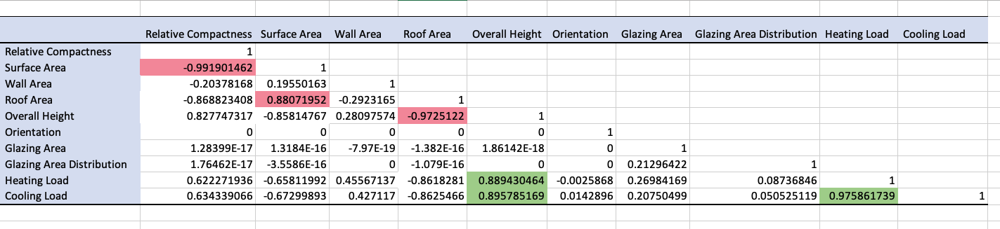 Relative Compactness Surface Area Wall Area Roof Area Overall Height Orientation Glazing Area Glazing Area Distribution Heating Load Cooling Load
Relative Compactness 1
Surface Area -0.991901462 1
Wall Area -0.20378168 0.19550163 1
Roof Area -0.868823408 0.88071952 -0.2923165 1
Overall Height 0.827747317 -0.85814767 0.28097574 -0.9725122 1
Orientation 0 0 0 0 0 1
Glazing Area 1.28399E-17 1.3184E-16 -7.97E-19 -1.382E-16 1.86142E-18 0 1
Glazing Area Distribution 1.76462E-17 -3.5586E-16 0 -1.079E-16 0 0 0.21296422 1
Heating Load 0.622271936 -0.65811992 0.45567137 -0.8618281 0.889430464 -0.0025868 0.26984169 0.08736846 1
Cooling Load 0.634339066 -0.67299893 0.427117 -0.8625466 0.895785169 0.0142896 0.20750499 0.050525119 0.975861739 1